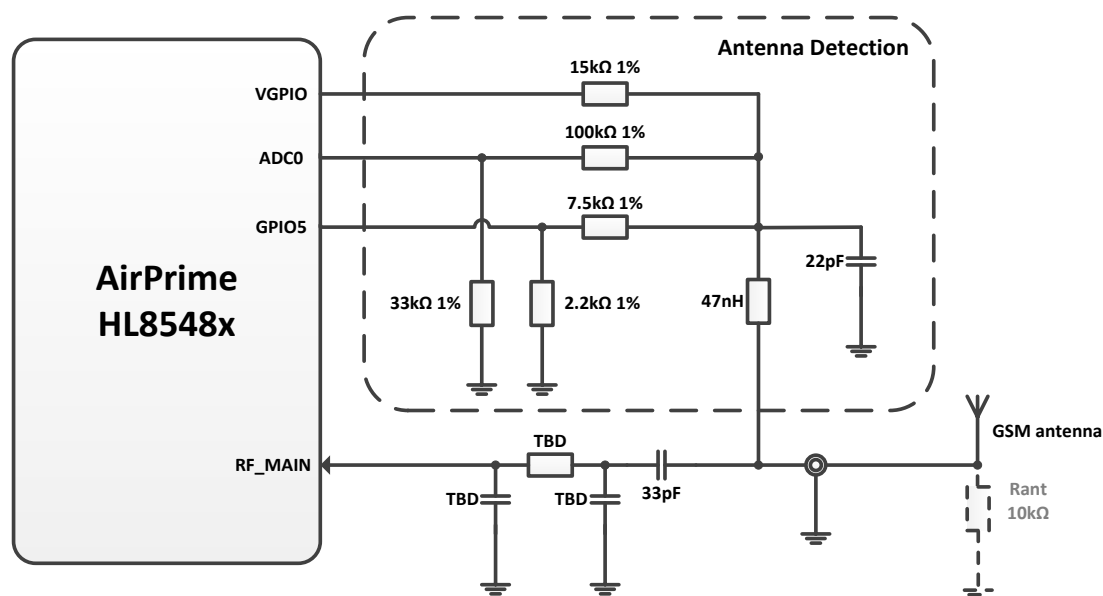 Antenna Detection
15kΩ 1%
VGPIO
100kΩ 1%
ADC0
7.5kΩ 1%
GPIO5
22pF
AirPrime
HL8548x
33kΩ 1%
2.2kΩ 1%
47nH
GSM antenna
TBD
RF_MAIN
33pF
TBD
TBD
Rant
10kΩ